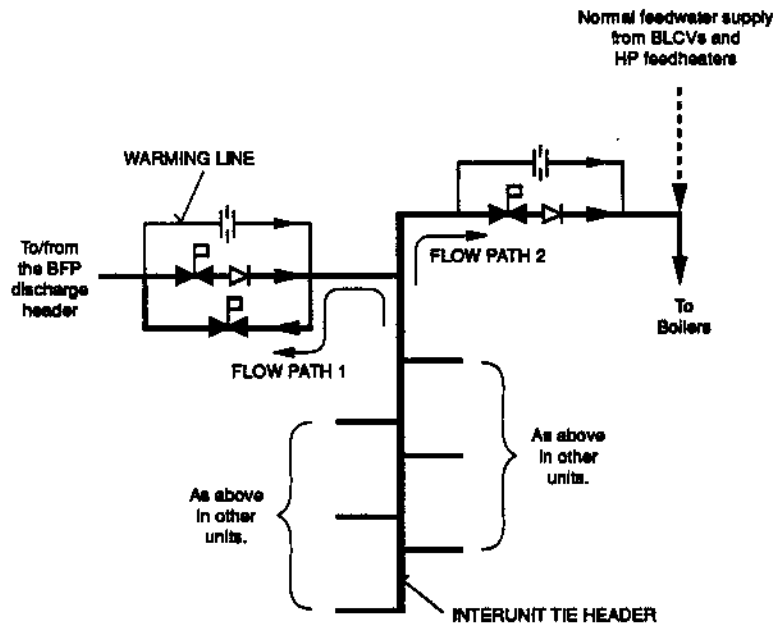 Normal feedwater supply
from BLCVs and
HP feedheaters
WARMING LINE
To/from
the BFP
discharge
header
FLOW PATH 2
To
Boilers
FLOW PATH 1
As above
in other
units.
As above
in other
units.
INTERUNIT TIE HEADER